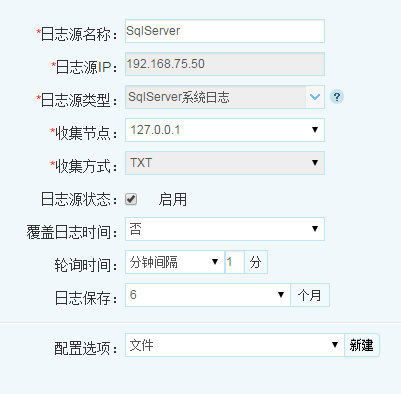 *日志源名称： SqlServer
*日志源IP： 192.168.75.50
*日志源类型： SqlServer系统日志 ?
*收集节点： 127.0.0.1
*收集方式： TXT
日志源状态： 启用
覆盖日志时间： 否
轮询时间： 分钟间隔 1 分
日志保存： 6 个月
配置选项： 文件 新建